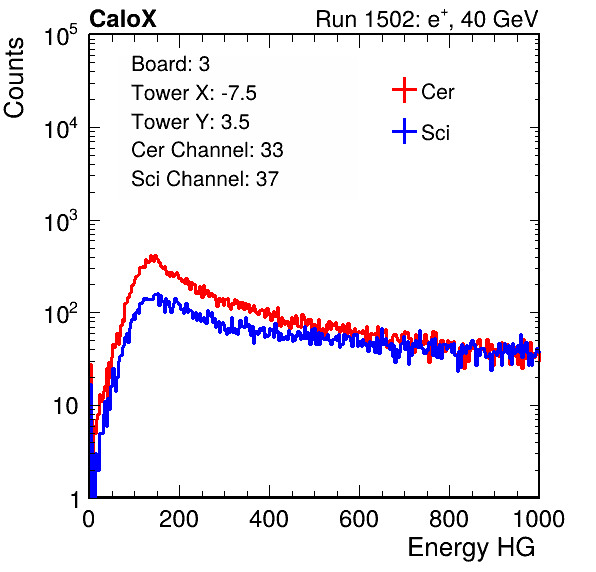 CaloX Run 1502: e⁺, 40 GeV
Counts
10⁵
10⁴
10³
10²
10
1
Board: 3
Tower X: -7.5
Tower Y: 3.5
Cer Channel: 33
Sci Channel: 37
Cer
Sci
0 200 400 600 800 1000
Energy HG